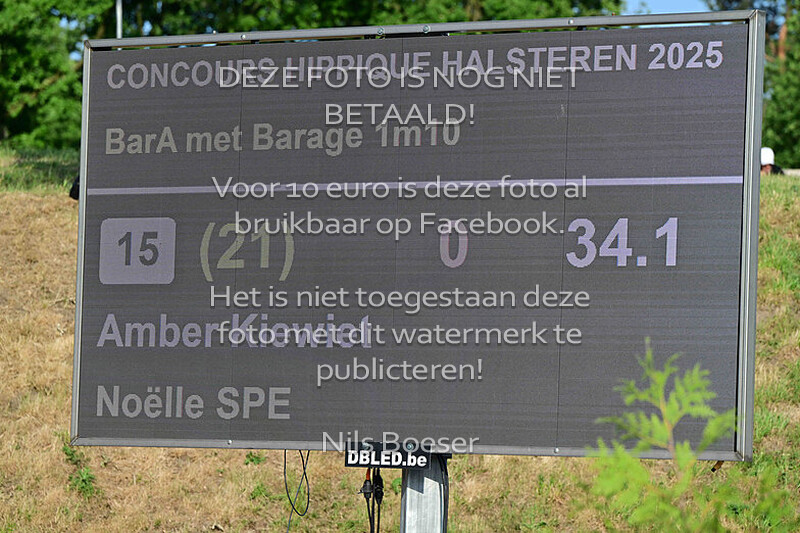 CONCOURS HIPPIQUE HALSTEREN 2025
DEZE FOTO IS NOG NIET
BETAALD!
BarA met Barage 1m10
Voor 10 euro is deze foto al
bruikbaar op Facebook.
15 (21) 0 34.1
Het is niet toegestaan deze
Amber Kiewiet
foto met dit watermerk te
publiceren!
Noëlle SPE
Nils Boeser
DBLED.be